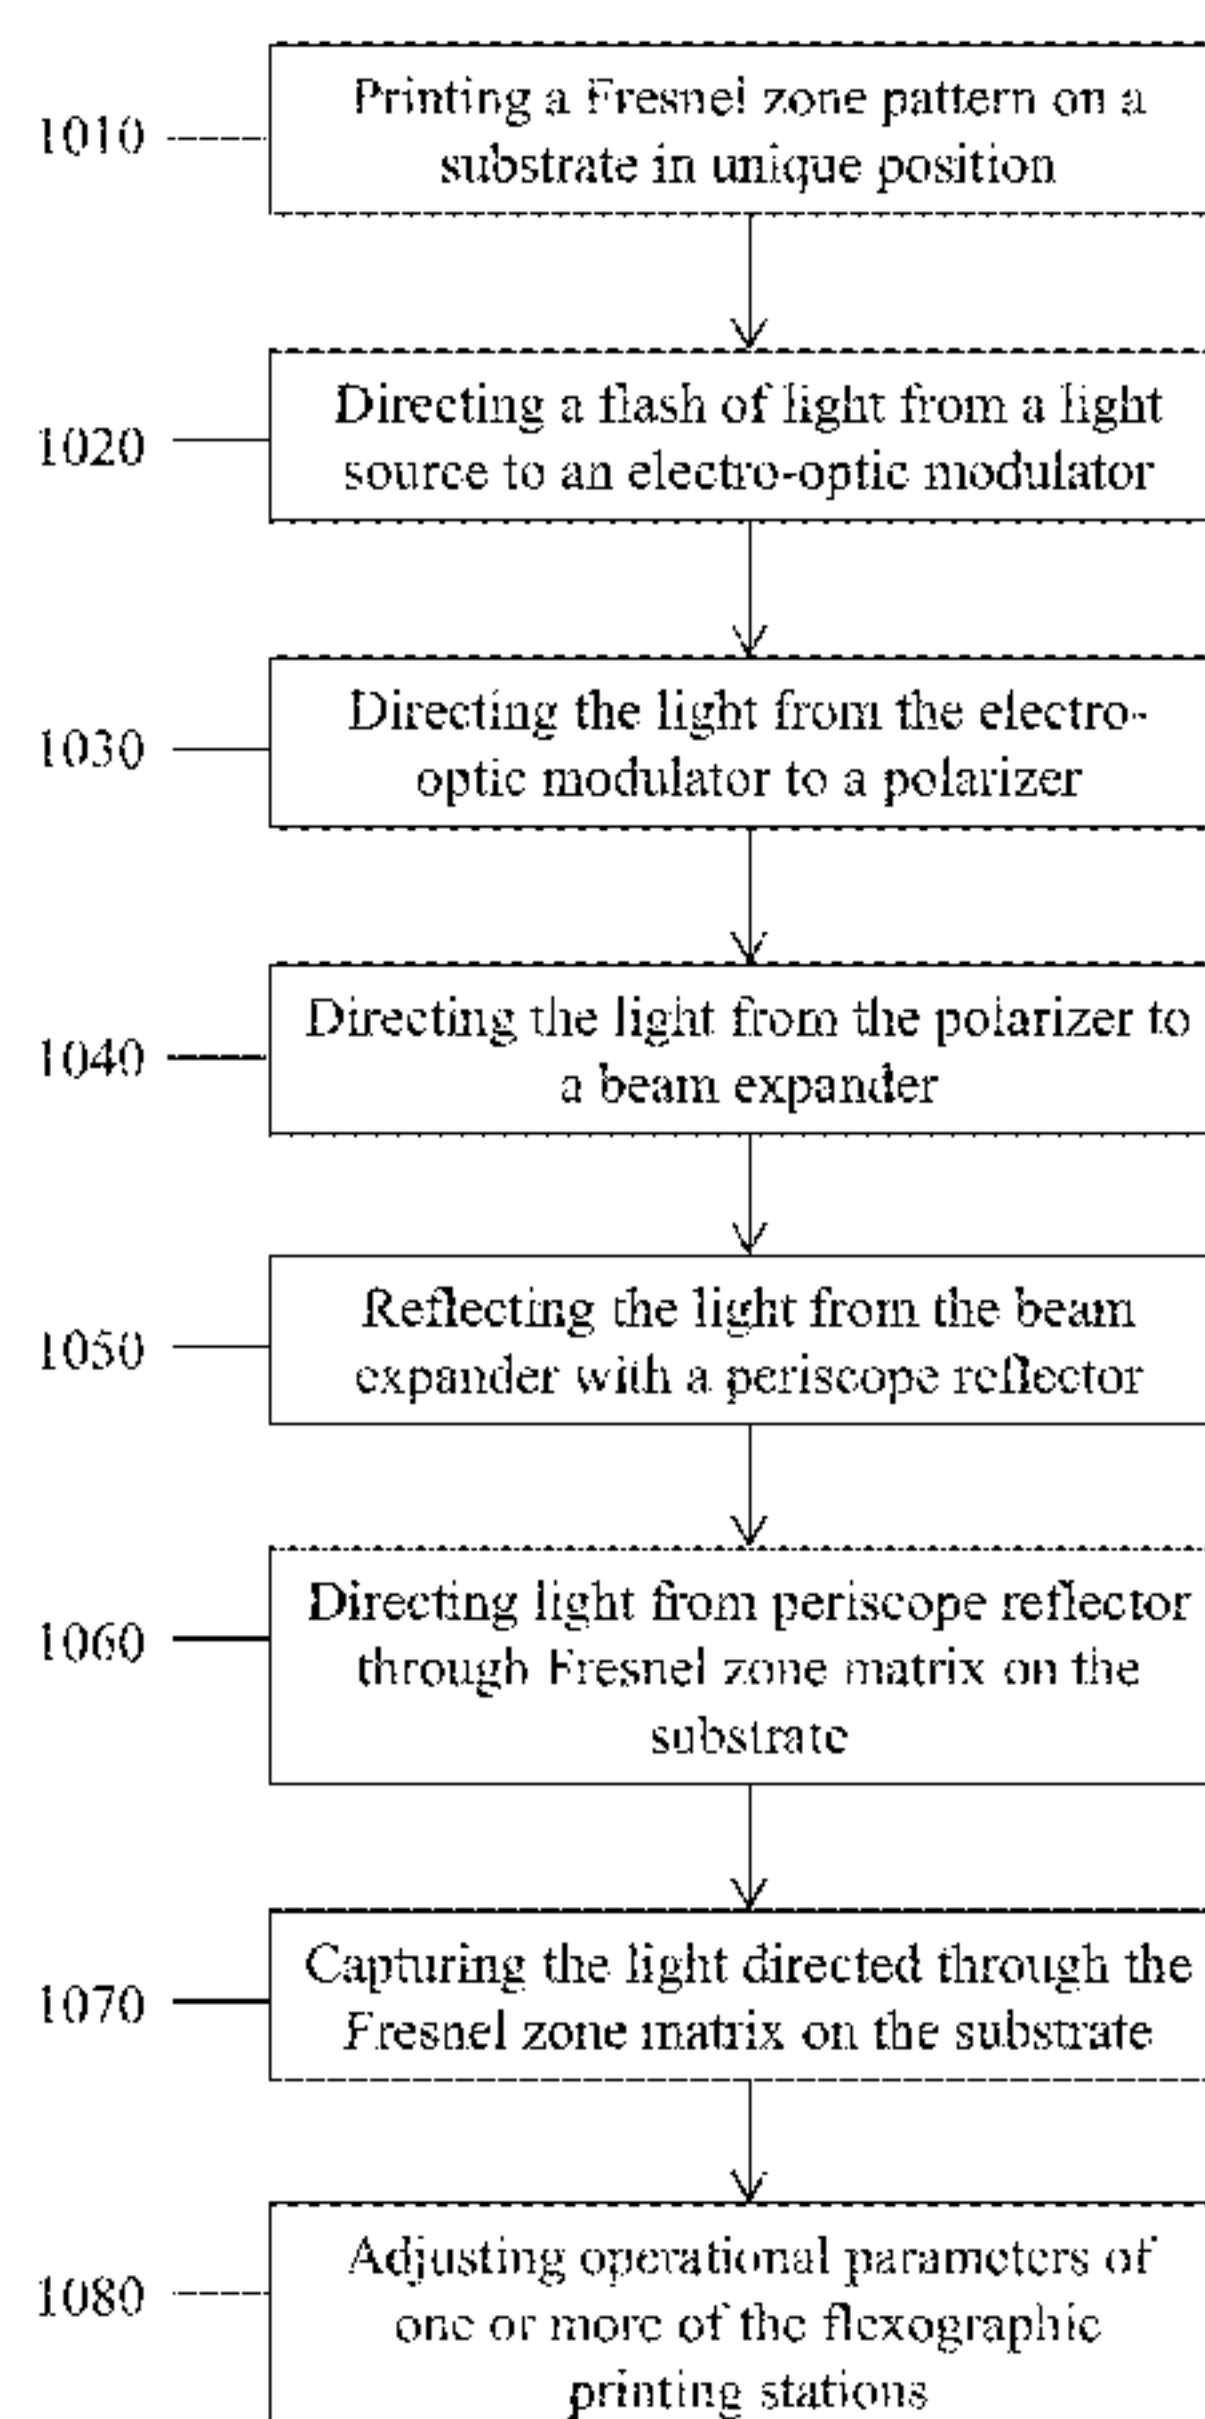 1010
Printing a Fresnel zone pattern on a
substrate in unique position
1020
Directing a flash of light from a light
source to an electro-optic modulator
1030
Directing the light from the electro-
optic modulator to a polarizer
1040
Directing the light from the polarizer to
a beam expander
1050
Reflecting the light from the beam
expander with a periscope reflector
1060
Directing light from periscope reflector
through Fresnel zone matrix on the
substrate
1070
Capturing the light directed through the
Fresnel zone matrix on the substrate
1080
Adjusting operational parameters of
one or more of the flexographic
printing stations